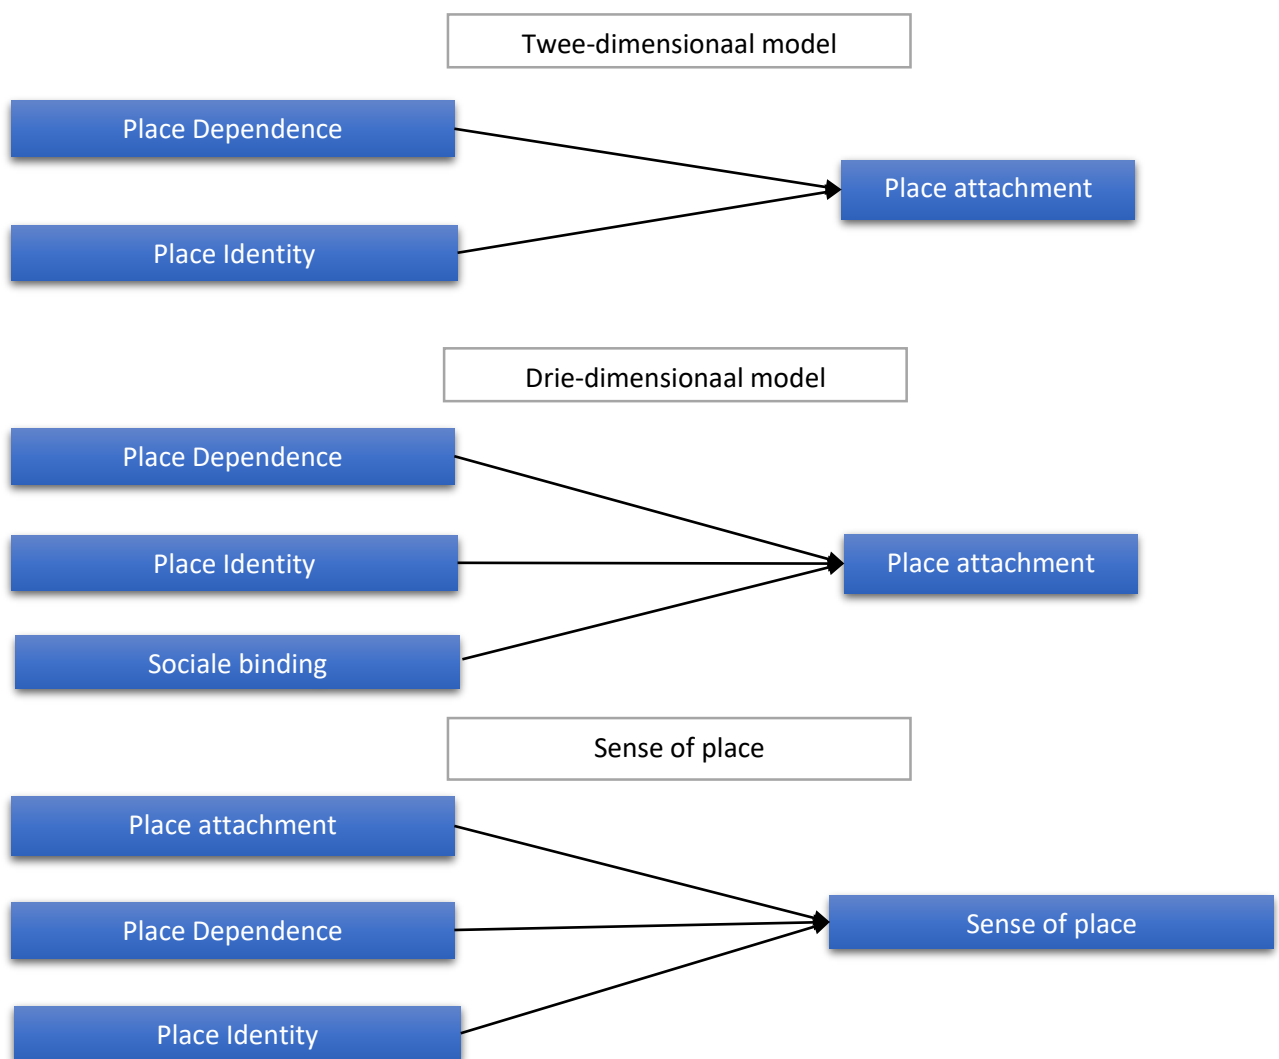 Twee-dimensionaal model
Place Dependence
Place attachment
Place Identity
Drie-dimensionaal model
Place Dependence
Place Identity
Place attachment
Sociale binding
Sense of place
Place attachment
Place Dependence
Sense of place
Place Identity